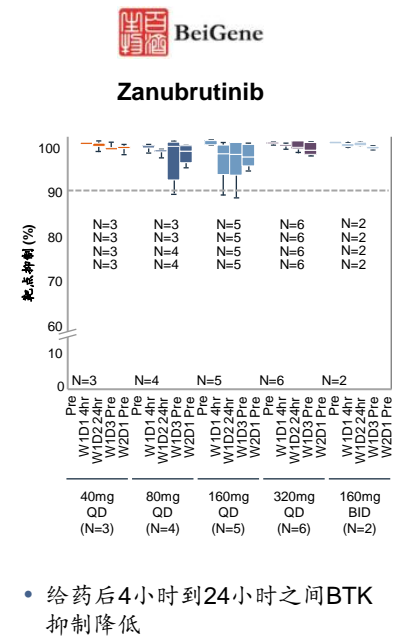 百濟
生物
BeiGene
Zanubrutinib
靶点抑制 (%)
100
90
80
70
60
10
0
N=3 N=3 N=5 N=6 N=2
N=3 N=3 N=5 N=6 N=2
N=3 N=4 N=5 N=6 N=2
N=3 N=4 N=5 N=6 N=2
N=3 N=4 N=5 N=6 N=2
Pre
W1D1 4hr
W1D2 24hr
W1D3 Pre
W2D1 Pre
Pre
W1D1 4hr
W1D2 24hr
W1D3 Pre
W2D1 Pre
Pre
W1D1 4hr
W1D2 24hr
W1D3 Pre
W2D1 Pre
Pre
W1D1 4hr
W1D2 24hr
W1D3 Pre
W2D1 Pre
Pre
W1D1 4hr
W1D2 24hr
W1D3 Pre
W2D1 Pre
40mg 80mg 160mg 320mg 160mg
QD QD QD QD BID
(N=3) (N=4) (N=5) (N=6) (N=2)
• 给药后4小时到24小时之间BTK
抑制降低